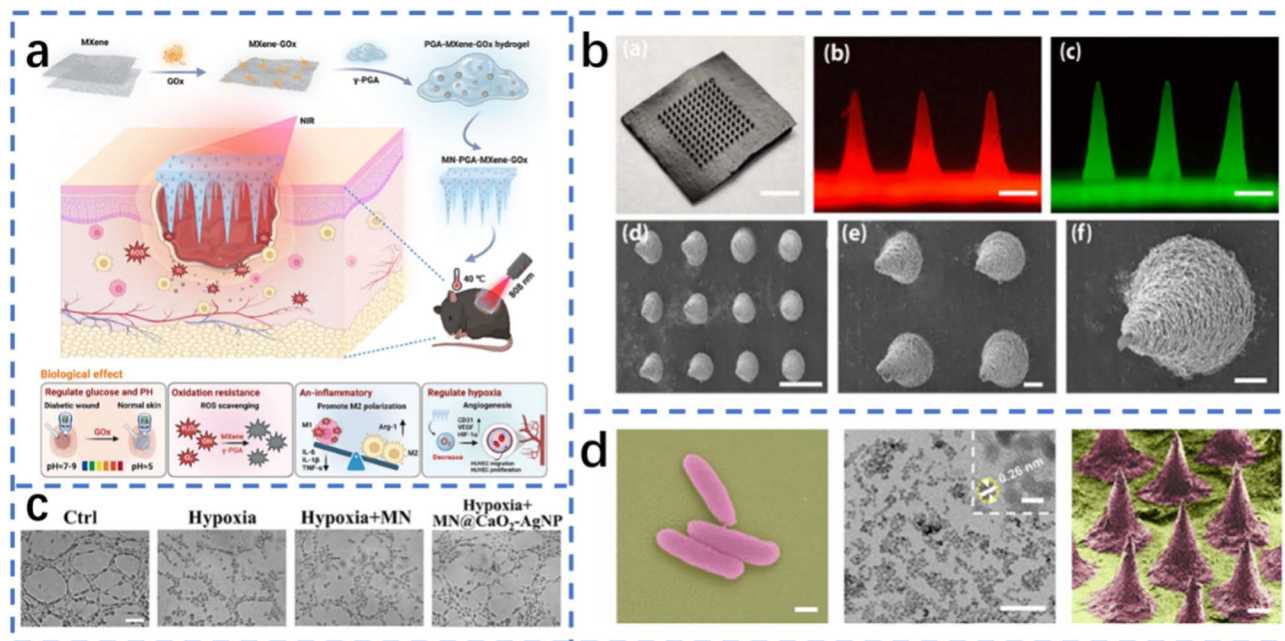 a
MXene
GOx
MXene-GOx
γ-PGA
PGA-MXene-GOx hydrogel
NIR
MN-PGA-MXene-GOx
ROS
40 ℃
808 nm
Biological effect
Regulate glucose and PH
Diabetic wound
Normal skin
GOx
pH≈7-9
pH≈5
Oxidation resistance
ROS scavenging
H₂O₂
MXene
γ-PGA
An-inflammatory
Promote M2 polarization
M1
Arg-1
M2
IL-6
IL-1β
TNF-α
Regulate hypoxia
Angiogenesis
CD31
VEGF
HIF-1α
O₂
Decrease
HUVEC migration
HUVEC proliferation
b
(a)
(b)
(c)
(d)
(e)
(f)
c
Ctrl
Hypoxia
Hypoxia+MN
Hypoxia+
MN@CaO₂-AgNP
d
0.26 nm